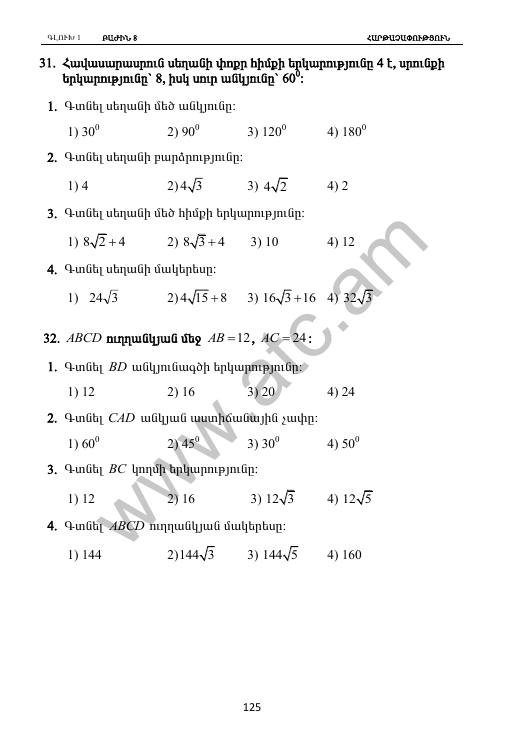 ԳԼՈՒԽ 1 ԲԱԺԻՆ 8 ՀԱՐԹԱՉԱՓՈՒԹՅՈՒՆ
31. Հավասարասրուն սեղանի փոքր հիմքի երկարությունը 4 է, սրունքի
երկարությունը՝ 8, իսկ սուր անկյունը՝ 60⁰:
1. Գտնել սեղանի մեծ անկյունը:
1) 30⁰ 2) 90⁰ 3) 120⁰ 4) 180⁰
2. Գտնել սեղանի բարձրությունը:
1) 4 2) 4√3 3) 4√2 4) 2
3. Գտնել սեղանի մեծ հիմքի երկարությունը:
1) 8√2 + 4 2) 8√3 + 4 3) 10 4) 12
4. Գտնել սեղանի մակերեսը:
1) 24√3 2) 4√15 + 8 3) 16√3 + 16 4) 32√3
32. ABCD ուղղանկյան մեջ AB = 12, AC = 24:
1. Գտնել BD անկյունագծի երկարությունը:
1) 12 2) 16 3) 20 4) 24
2. Գտնել CAD անկյան աստիճանային չափը:
1) 60⁰ 2) 45⁰ 3) 30⁰ 4) 50⁰
3. Գտնել BC կողմի երկարությունը:
1) 12 2) 16 3) 12√3 4) 12√5
4. Գտնել ABCD ուղղանկյան մակերեսը:
1) 144 2) 144√3 3) 144√5 4) 160
www.atc.am
125